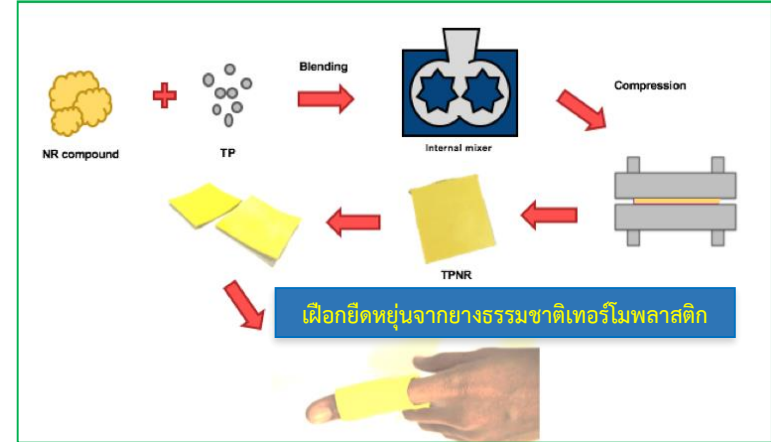 Blending
Compression
NR compound
TP
Internal mixer
TPNR
เฝือกยืดหยุ่นจากยางธรรมชาติเทอร์โมพลาสติก